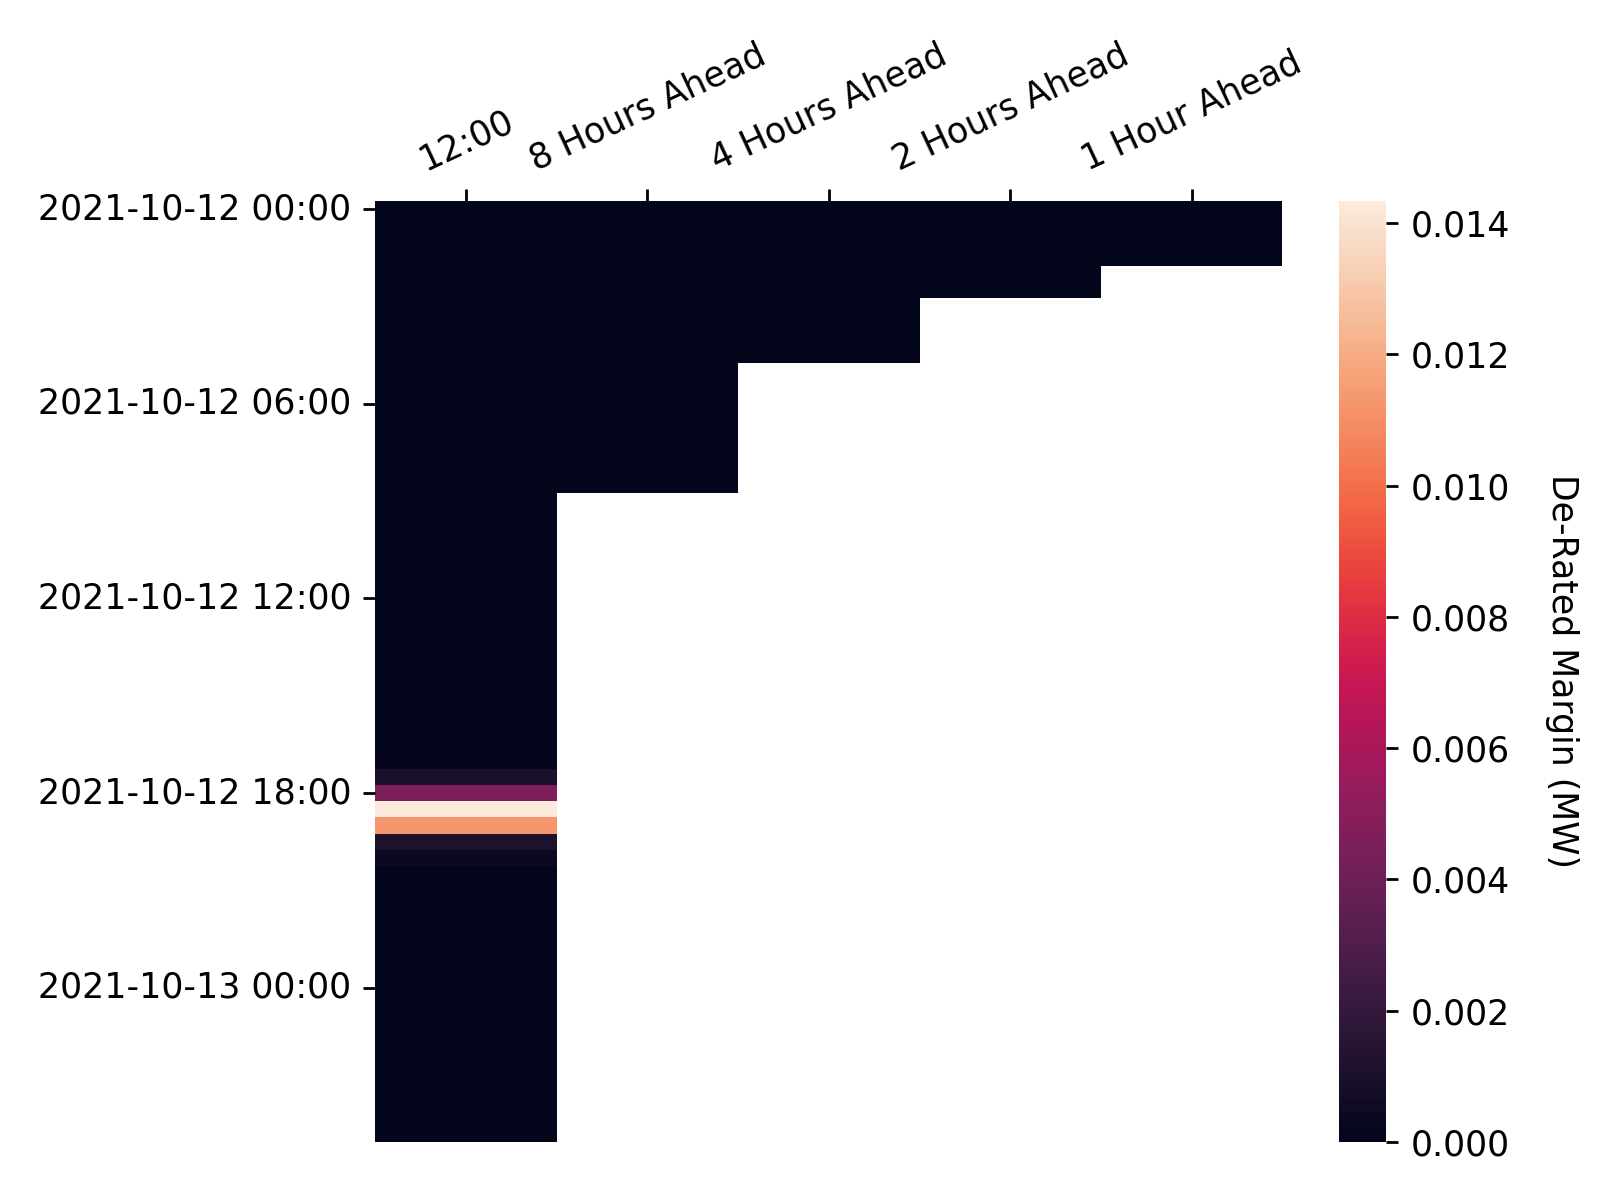 12:00
8 Hours Ahead
4 Hours Ahead
2 Hours Ahead
1 Hour Ahead
2021-10-12 00:00
2021-10-12 06:00
2021-10-12 12:00
2021-10-12 18:00
2021-10-13 00:00
0.014
0.012
0.010
0.008
0.006
0.004
0.002
0.000
De-Rated Margin (MW)